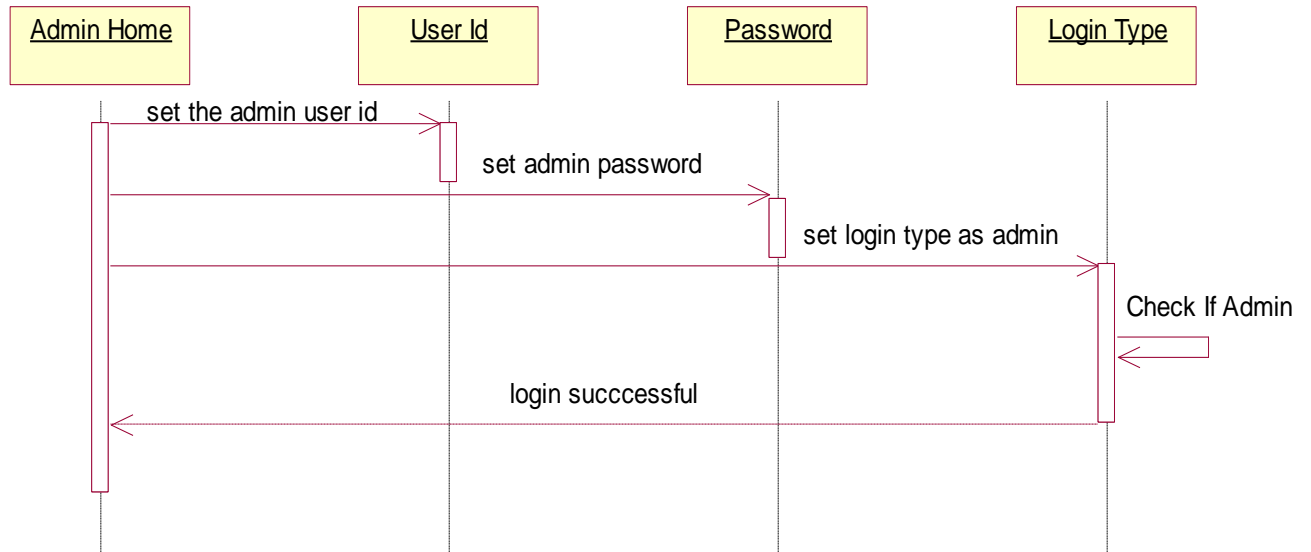 Admin Home
User Id
Password
Login Type
set the admin user id
set admin password
set login type as admin
Check If Admin
login succcessful